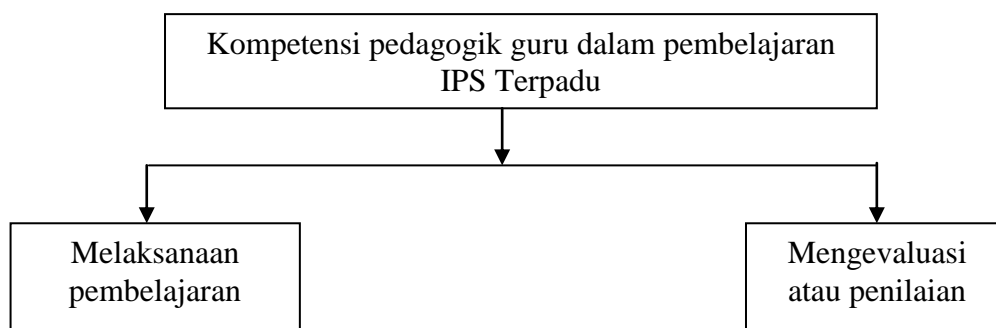 Kompetensi pedagogik guru dalam pembelajaran
IPS Terpadu
Melaksanaan
pembelajaran
Mengevaluasi
atau penilaian